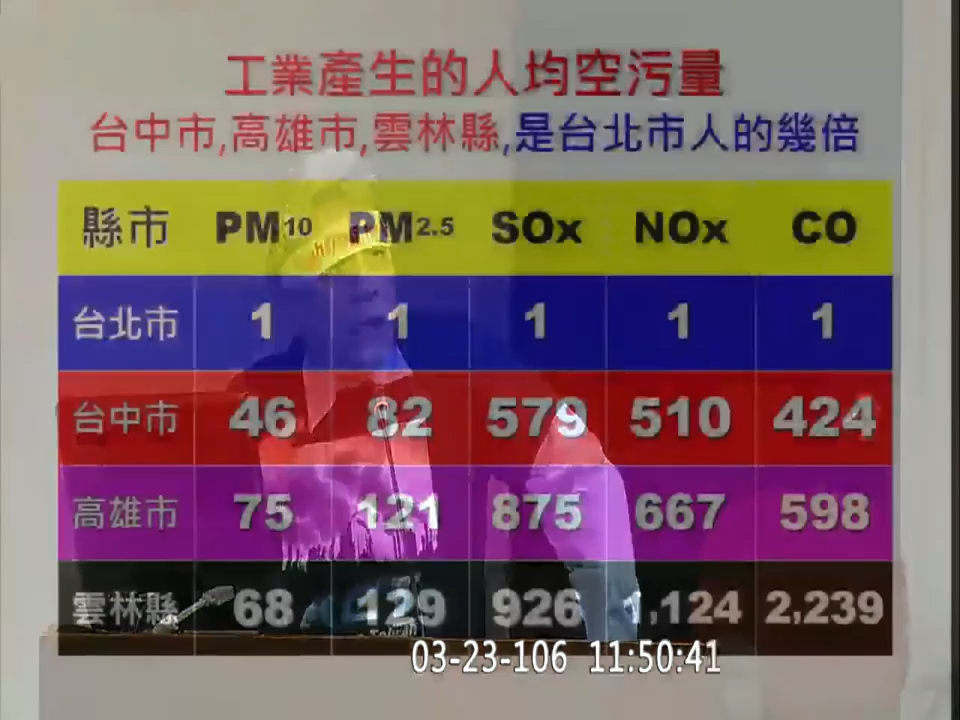 工業產生的人均空污量
台中市,高雄市,雲林縣,是台北市人的幾倍
縣市 PM10 PM2.5 SOx NOx CO
台北市 1 1 1 1 1
台中市 46 82 579 510 424
高雄市 75 121 875 667 598
雲林縣 68 129 926 1,124 2,239
03-23-106 11:50:41